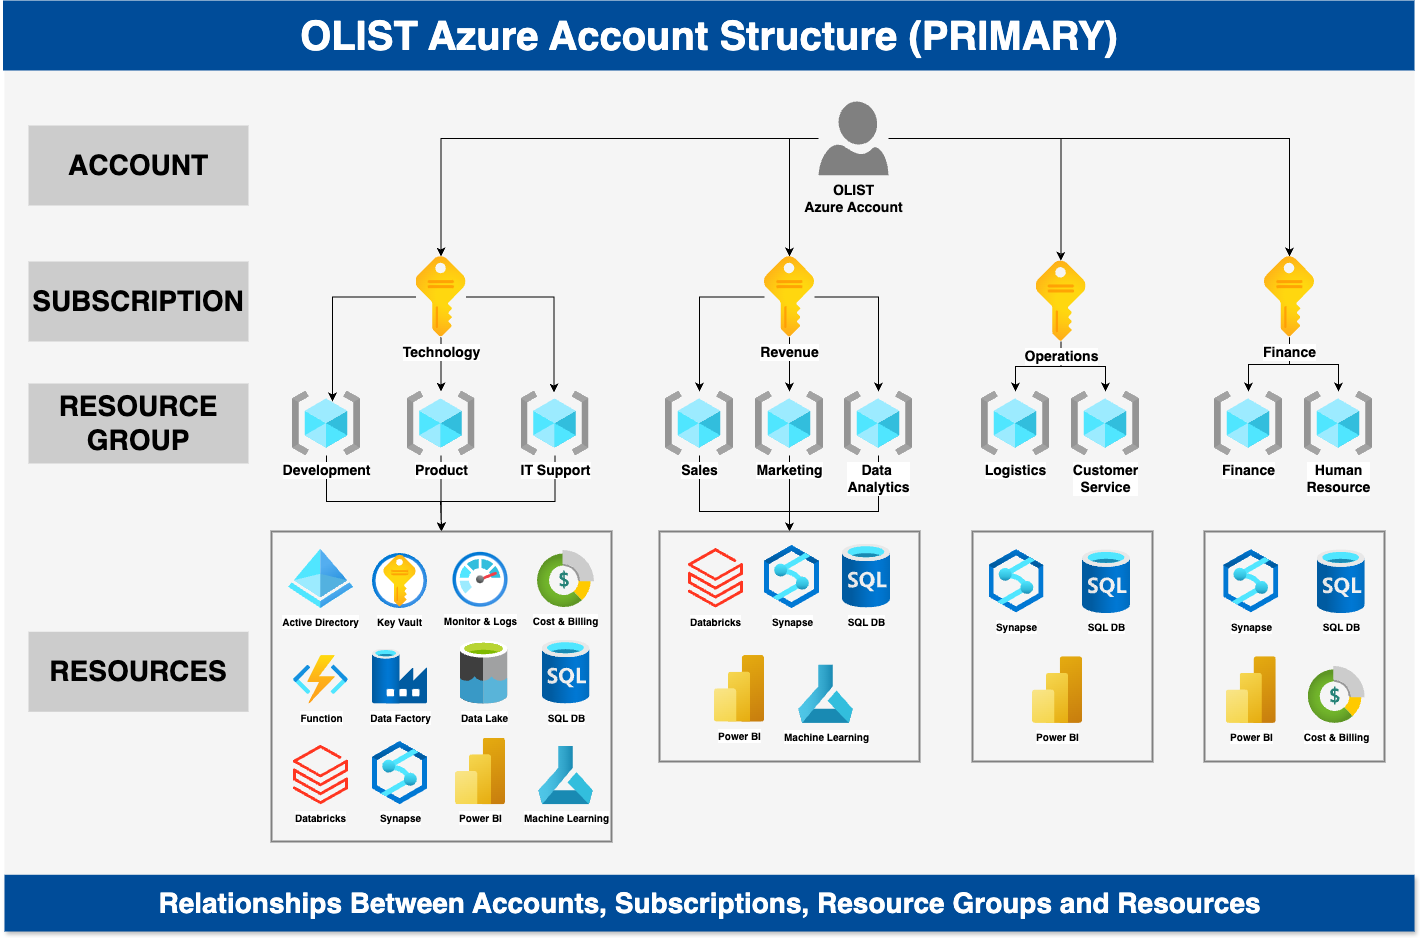 OLIST Azure Account Structure (PRIMARY)
ACCOUNT
OLIST
Azure Account
SUBSCRIPTION
Technology
Revenue
Operations
Finance
RESOURCE
GROUP
Development
Product
IT Support
Sales
Marketing
Data
Analytics
Logistics
Customer
Service
Finance
Human
Resource
RESOURCES
Active Directory
Key Vault
Monitor & Logs
$
Cost & Billing
Function
Data Factory
Data Lake
SQL
SQL DB
Databricks
Synapse
Power BI
Machine Learning
Databricks
Synapse
SQL
SQL DB
Power BI
Machine Learning
Synapse
SQL
SQL DB
Power BI
Synapse
SQL
SQL DB
Power BI
$
Cost & Billing
Relationships Between Accounts, Subscriptions, Resource Groups and Resources